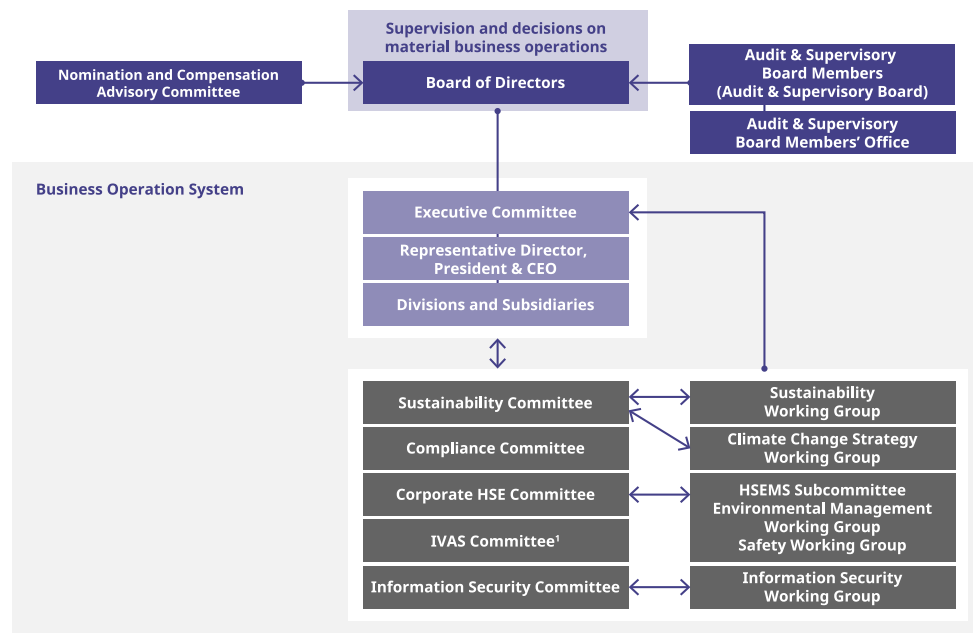 Supervision and decisions on
material business operations
Nomination and Compensation
Advisory Committee
Board of Directors
Audit & Supervisory
Board Members
(Audit & Supervisory Board)
Audit & Supervisory
Board Members’ Office
Business Operation System
Executive Committee
Representative Director,
President & CEO
Divisions and Subsidiaries
Sustainability Committee
Sustainability
Working Group
Compliance Committee
Climate Change Strategy
Working Group
Corporate HSE Committee
HSEMS Subcommittee
Environmental Management
Working Group
Safety Working Group
IVAS Committee¹
Information Security Committee
Information Security
Working Group